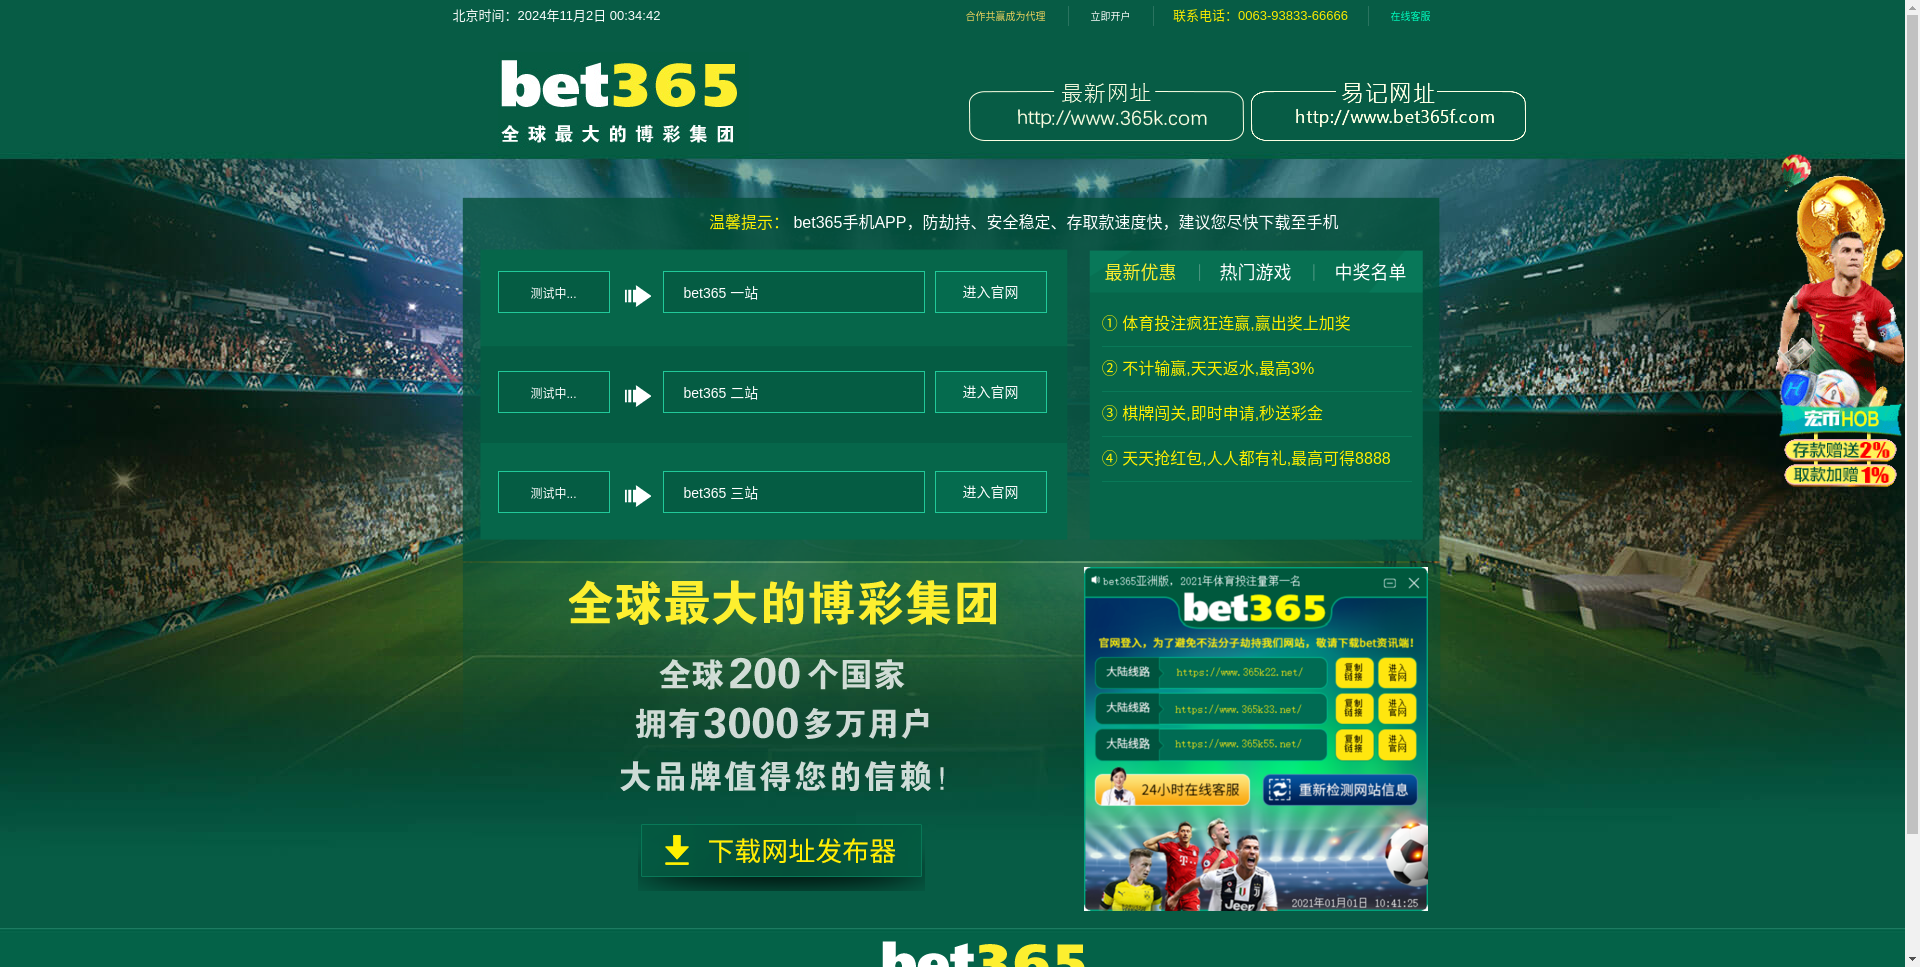 北京时间：2024年11月2日 00:34:42
合作共赢成为代理
立即开户
联系电话：0063-93833-66666
在线客服
bet365
全球最大的博彩集团
最新网址
http://www.365k.com
易记网址
http://www.bet365f.com
温馨提示： bet365手机APP，防劫持、安全稳定、存取款速度快，建议您尽快下载至手机
测试中...
bet365 一站
进入官网
测试中...
bet365 二站
进入官网
测试中...
bet365 三站
进入官网
最新优惠
热门游戏
中奖名单
① 体育投注疯狂连赢,赢出奖上加奖
② 不计输赢,天天返水,最高3%
③ 棋牌闯关,即时申请,秒送彩金
④ 天天抢红包,人人都有礼,最高可得8888
宏币HOB
存款赠送2%
取款加赠1%
全球最大的博彩集团
全球200个国家
拥有3000多万用户
大品牌值得您的信赖!
下载网址发布器
bet365亚洲版，2021年体育投注量第一名
bet365
官网登入，为了避免不法分子劫持我们网站，敬请下载bet资讯端！
大陆线路
https://www.365k22.net/
复制链接
进入官网
大陆线路
https://www.365k33.net/
复制链接
进入官网
大陆线路
https://www.365k55.net/
复制链接
进入官网
24小时在线客服
重新检测网站信息
Jeep
2021年01月01日 10:41:25
bet365